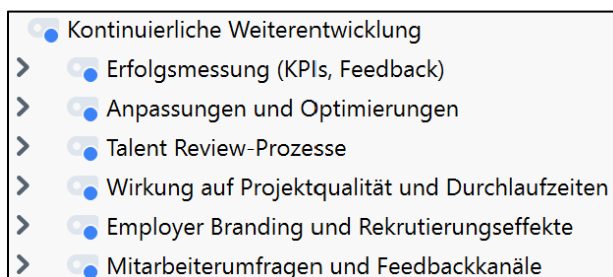 Kontinuierliche Weiterentwicklung
Erfolgsmessung (KPIs, Feedback)
Anpassungen und Optimierungen
Talent Review-Prozesse
Wirkung auf Projektqualität und Durchlaufzeiten
Employer Branding und Rekrutierungseffekte
Mitarbeiterumfragen und Feedbackkanäle